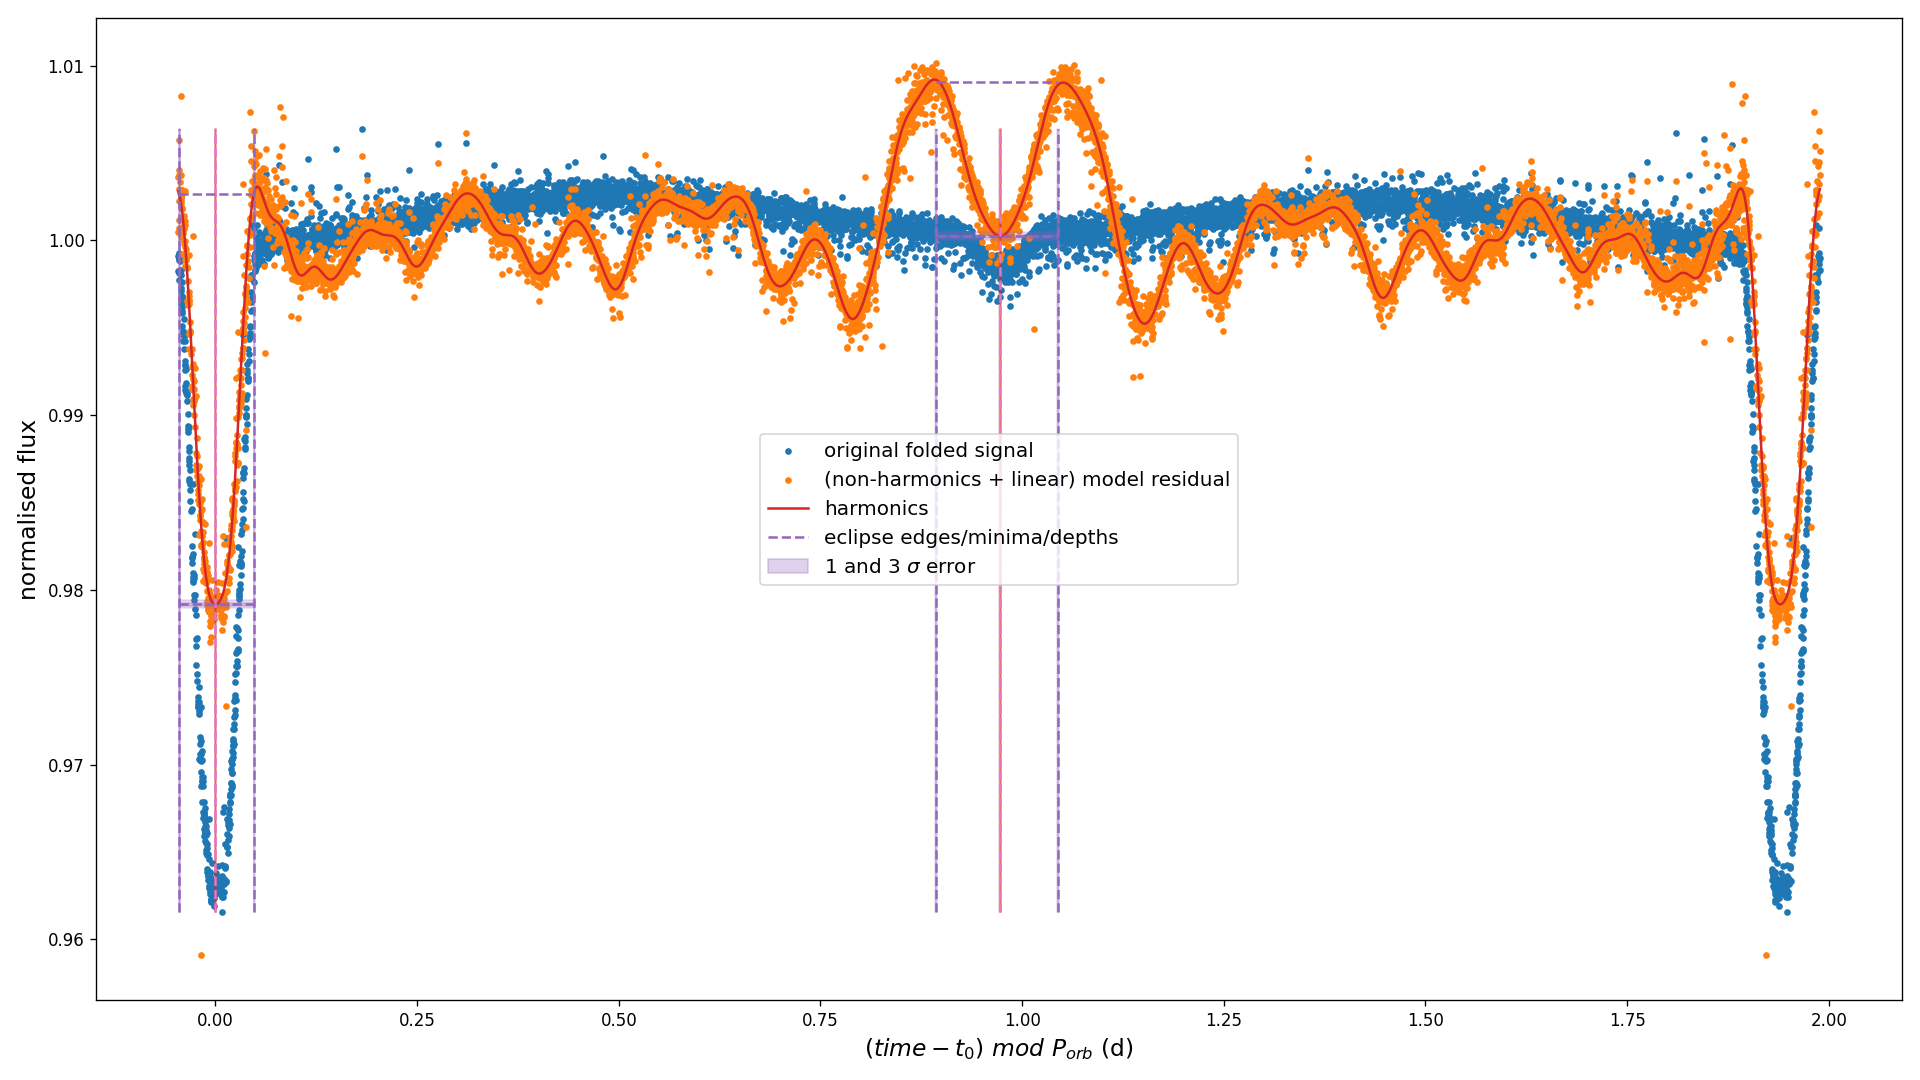 normalised flux
1.01
1.00
0.99
0.98
0.97
0.96
original folded signal
(non-harmonics + linear) model residual
harmonics
eclipse edges/minima/depths
1 and 3 σ error
0.00 0.25 0.50 0.75 1.00 1.25 1.50 1.75 2.00
(time − t₀) mod P_orb (d)